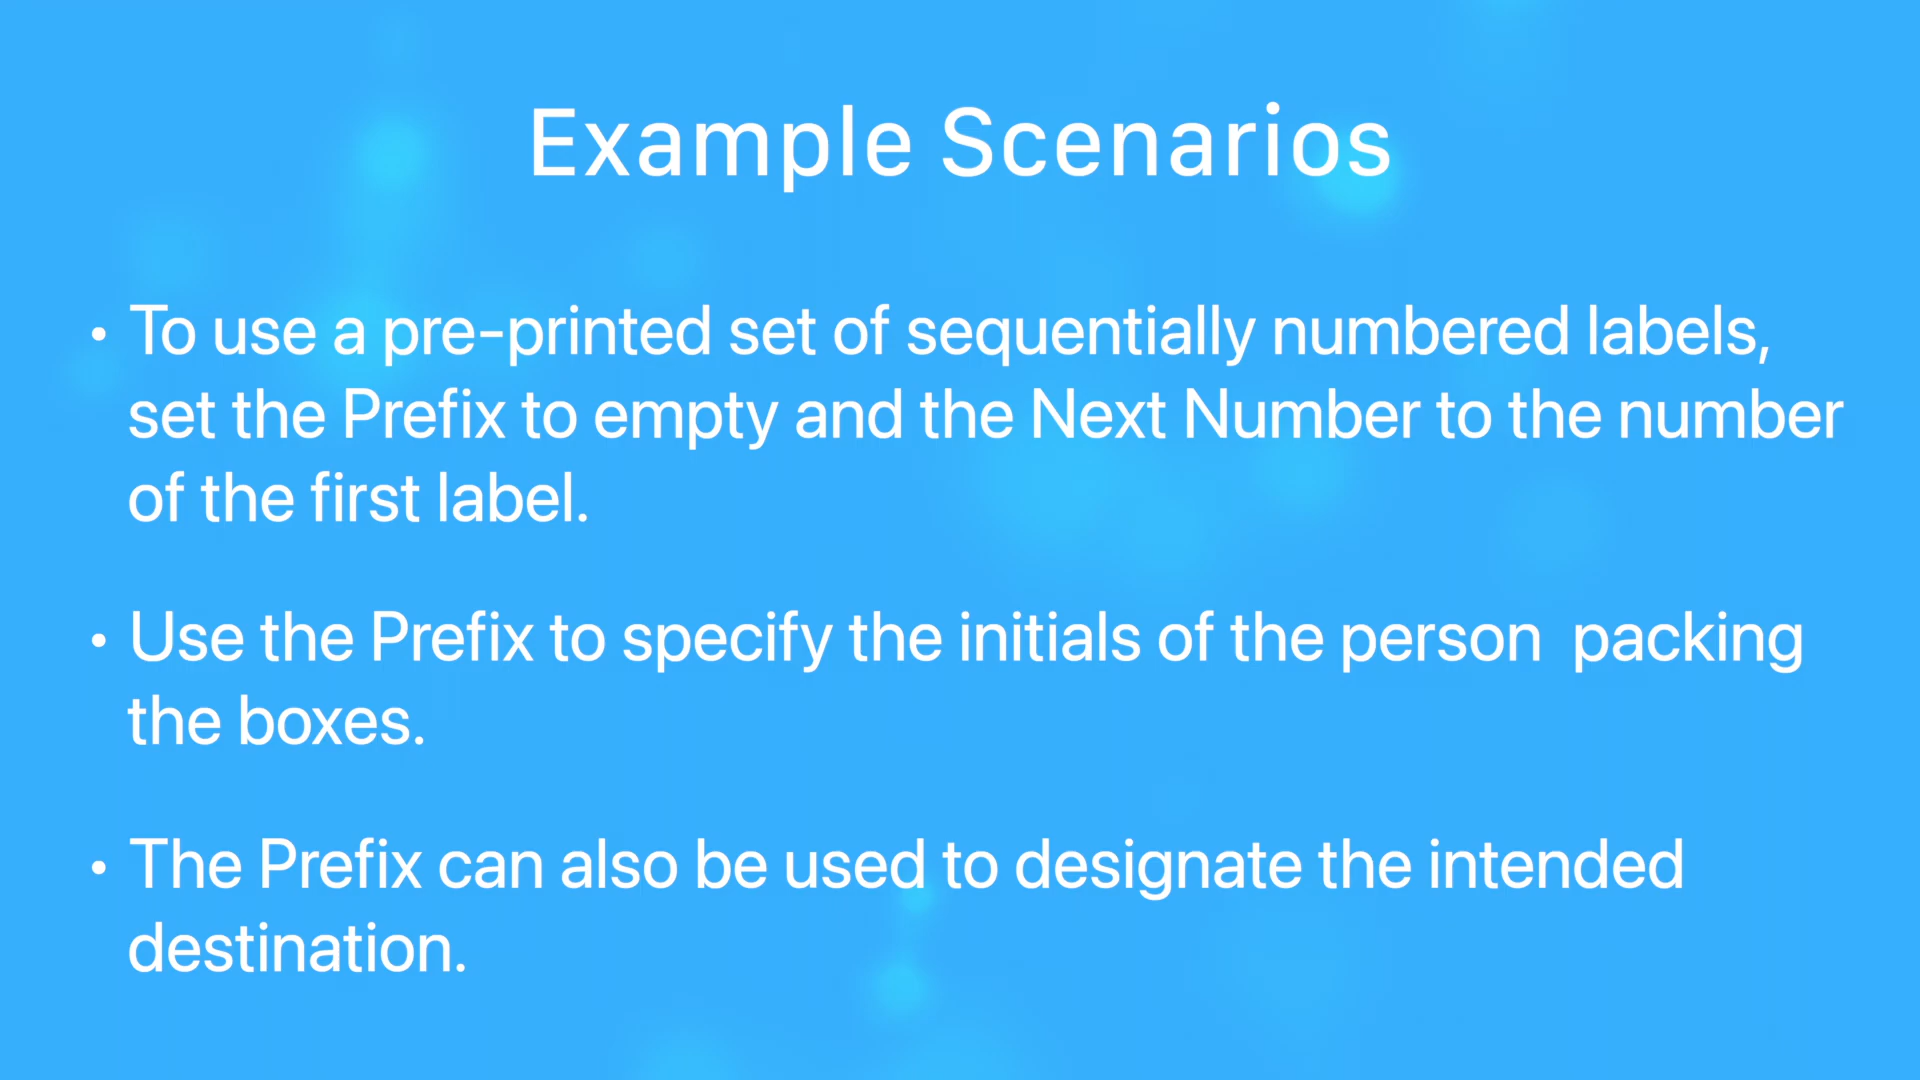 Example Scenarios
• To use a pre-printed set of sequentially numbered labels,
set the Prefix to empty and the Next Number to the number
of the first label.
• Use the Prefix to specify the initials of the person  packing
the boxes.
• The Prefix can also be used to designate the intended
destination.